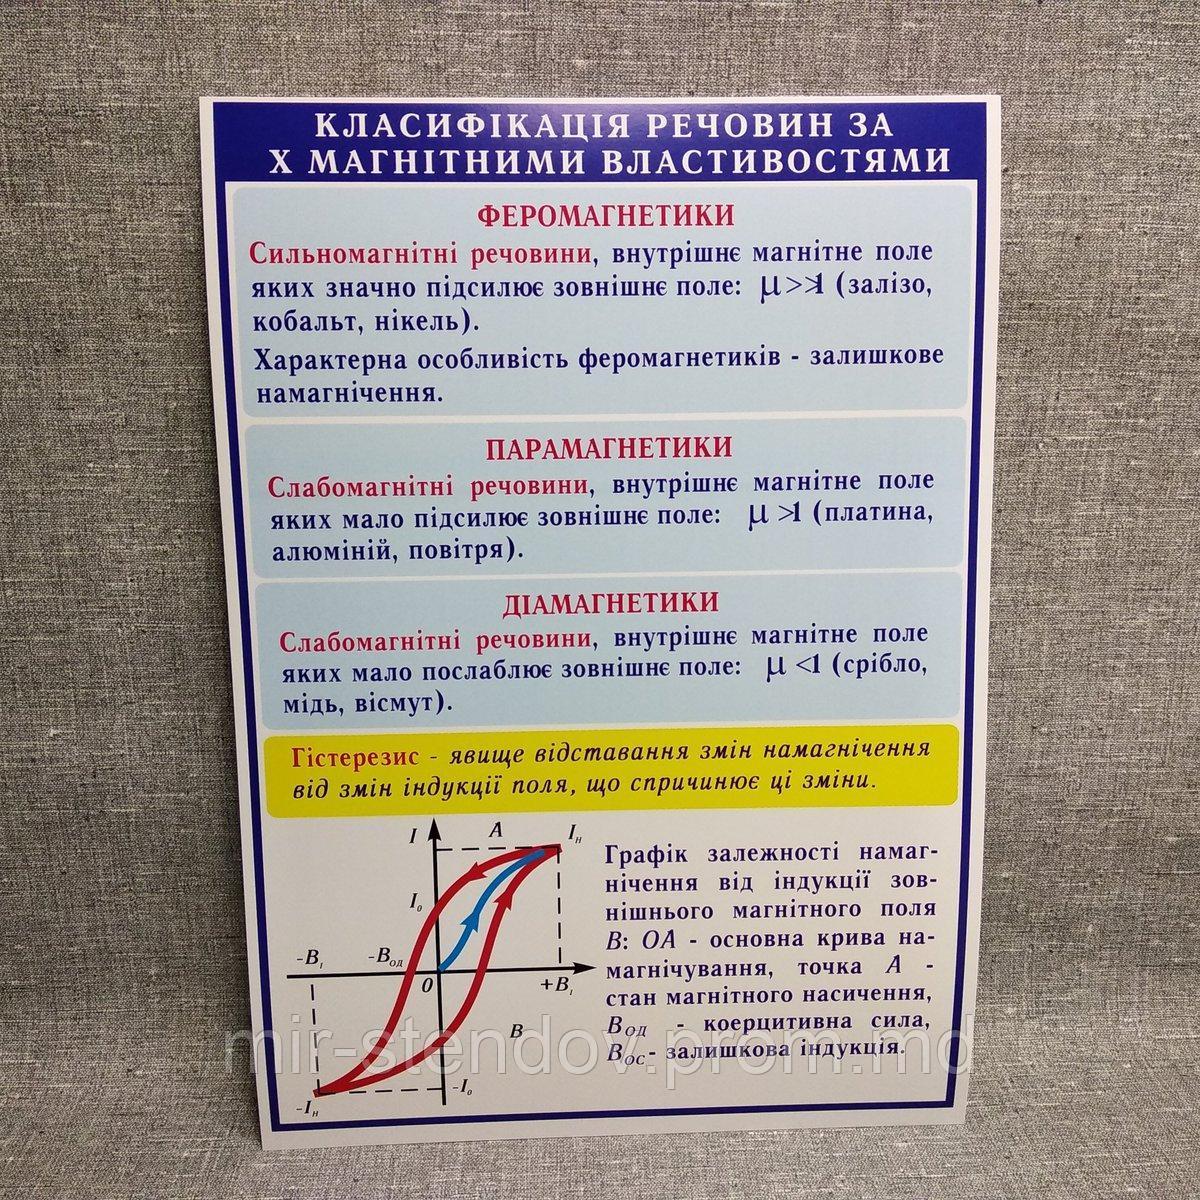 КЛАСИФІКАЦІЯ РЕЧОВИН ЗА
Х МАГНІТНИМИ ВЛАСТИВОСТЯМИ
ФЕРОМАГНЕТИКИ
Сильномагнітні речовини, внутрішнє магнітне поле
яких значно підсилює зовнішнє поле: μ>>1 (залізо,
кобальт, нікель).
Характерна особливість феромагнетиків - залишкове
намагнічення.
ПАРАМАГНЕТИКИ
Слабомагнітні речовини, внутрішнє магнітне поле
яких мало підсилює зовнішнє поле: μ >1 (платина,
алюміній, повітря).
ДІАМАГНЕТИКИ
Слабомагнітні речовини, внутрішнє магнітне поле
яких мало послаблює зовнішнє поле: μ <1 (срібло,
мідь, вісмут).
Гістерезис - явище відставання змін намагнічення
від змін індукції поля, що спричинює ці зміни.
I A Iн
I₀
-B₁ -Bод
0 +B₁
B
-I₀
-Iн
Графік залежності намаг-
нічення від індукції зов-
нішнього магнітного поля
B: OA - основна крива на-
магнічування, точка A -
стан магнітного насичення,
Bод - коерцитивна сила,
Bос- залишкова індукція.
mir-stendov.prom.md